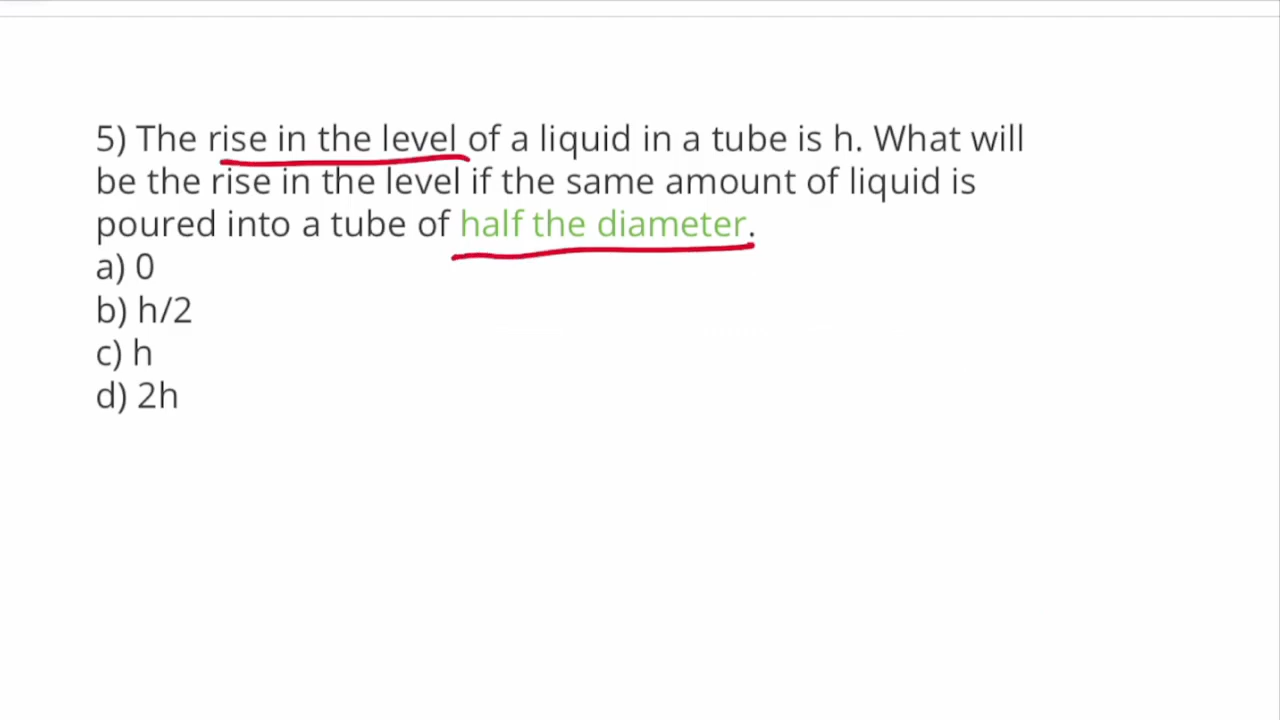 5) The rise in the level of a liquid in a tube is h. What will
be the rise in the level if the same amount of liquid is
poured into a tube of half the diameter.
a) 0
b) h/2
c) h
d) 2h